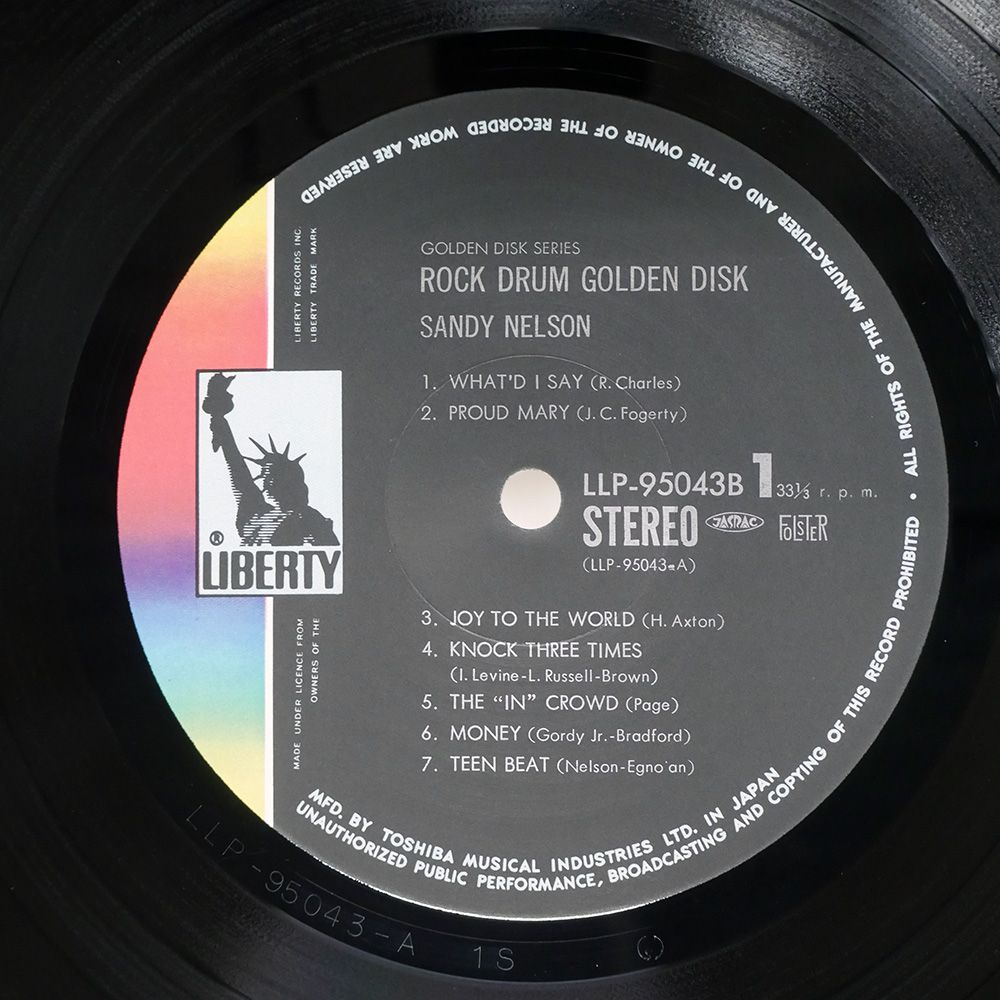 GOLDEN DISK SERIES
ROCK DRUM GOLDEN DISK
SANDY NELSON
1. WHAT'D I SAY (R. Charles)
2. PROUD MARY (J. C. Fogerty)
LLP-95043B 1 33⅓ r. p. m.
STEREO JASRAC FOLSTER
(LLP-95043-A)
3. JOY TO THE WORLD (H. Axton)
4. KNOCK THREE TIMES
(I. Levine-L. Russell-Brown)
5. THE "IN" CROWD (Page)
6. MONEY (Gordy Jr.-Bradford)
7. TEEN BEAT (Nelson-Egno'an)
® LIBERTY
LIBERTY RECORDS INC.
LIBERTY TRADE MARK
MADE UNDER LICENCE FROM
OWNERS OF THE
MFD. BY TOSHIBA MUSICAL INDUSTRIES LTD. IN JAPAN
UNAUTHORIZED PUBLIC PERFORMANCE, BROADCASTING AND COPYING OF THIS RECORD PROHIBITED • ALL RIGHTS OF THE MANUFACTURER AND OF THE OWNER OF THE RECORDED WORK ARE RESERVED
LLP-95043-A 1S